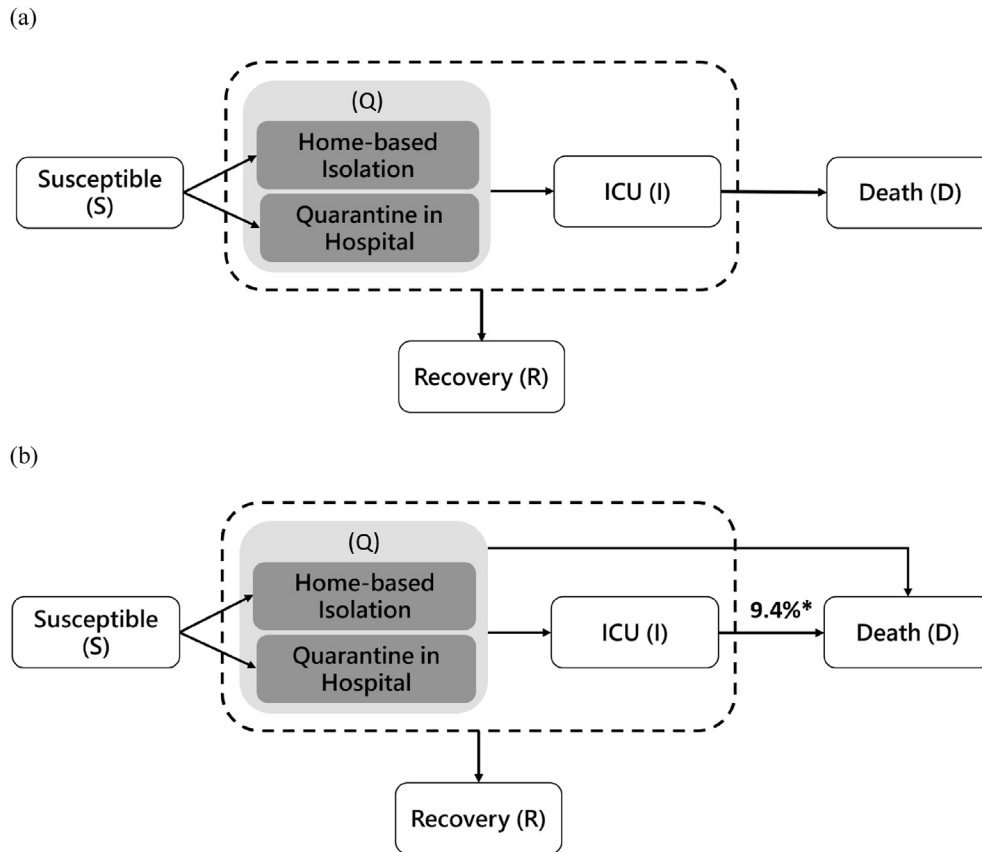 (a)
(Q)
Home-based
Isolation
Susceptible
(S)
ICU (I)
Death (D)
Quarantine in
Hospital
Recovery (R)
(b)
(Q)
Home-based
Isolation
9.4%*
Susceptible
(S)
ICU (I)
Death (D)
Quarantine in
Hospital
Recovery (R)